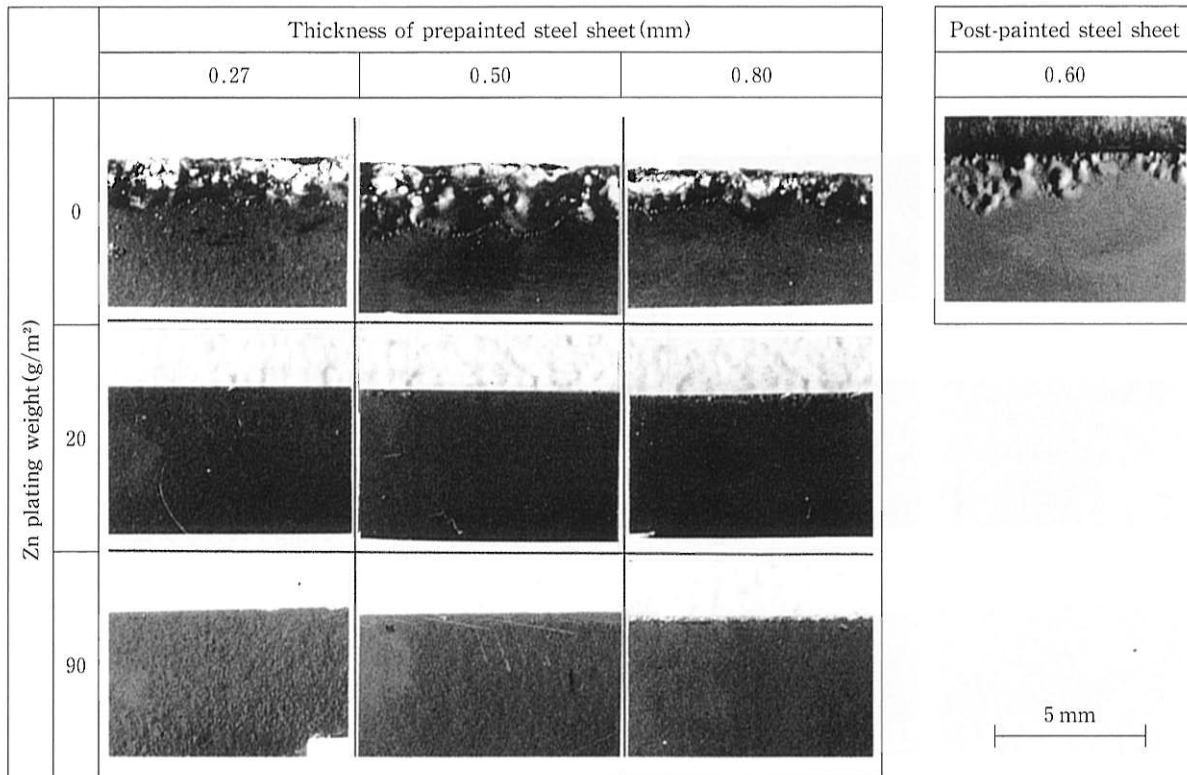 Thickness of prepainted steel sheet (mm)
0.27
0.50
0.80
Post-painted steel sheet
0.60
Zn plating weight (g/m²)
0
20
90
5 mm